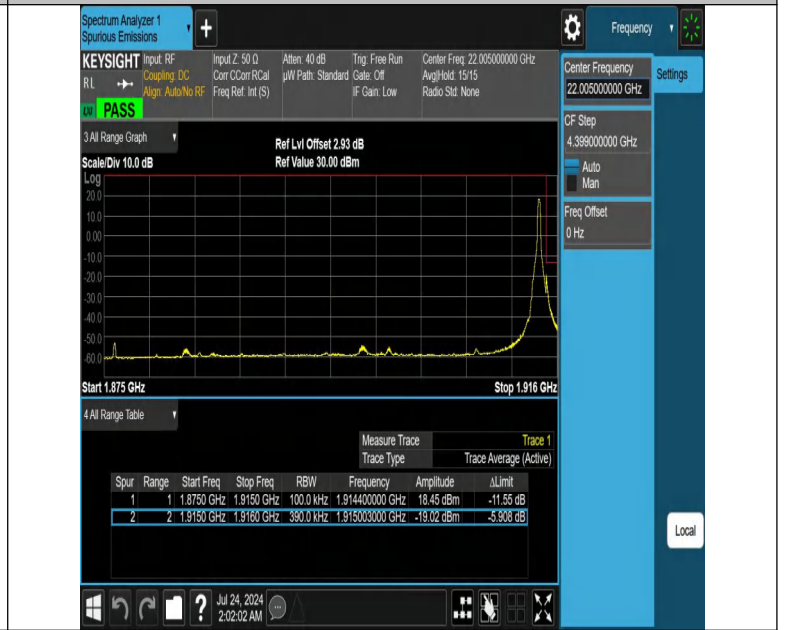 Spectrum Analyzer 1
Spurious Emissions
+
Frequency
KEYSIGHT Input: RF Input Z: 50 Ω Atten: 40 dB Trig: Free Run Center Freq: 22.005000000 GHz
RL Coupling: DC Corr CCorr RCal µW Path: Standard Gate: Off Avg|Hold: 15/15
Align: Auto/No RF Freq Ref: Int (S) IF Gain: Low Radio Std: None
LXI PASS
3 All Range Graph
Ref Lvl Offset 2.93 dB
Scale/Div 10.0 dB Ref Value 30.00 dBm
Log
20.0
10.0
0.00
-10.0
-20.0
-30.0
-40.0
-50.0
-60.0
Start 1.875 GHz Stop 1.916 GHz
4 All Range Table
Measure Trace Trace 1
Trace Type Trace Average (Active)
Spur Range Start Freq Stop Freq RBW Frequency Amplitude ΔLimit
1 1 1.8750 GHz 1.9150 GHz 100.0 kHz 1.914400000 GHz 18.45 dBm -11.55 dB
2 2 1.9150 GHz 1.9160 GHz 390.0 kHz 1.915003000 GHz -19.02 dBm -5.908 dB
Center Frequency
22.005000000 GHz
Settings
CF Step
4.399000000 GHz
Auto
Man
Freq Offset
0 Hz
Local
? Jul 24, 2024
2:02:02 AM